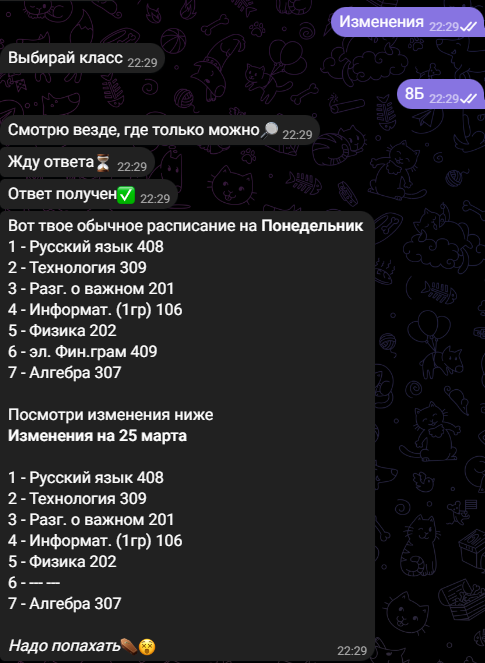 Изменения 22:29
Выбирай класс 22:29
8Б 22:29
Смотрю везде, где только можно🔎 22:29
Жду ответа⏳ 22:29
Ответ получен✅ 22:29
Вот твое обычное расписание на Понедельник
1 - Русский язык 408
2 - Технология 309
3 - Разг. о важном 201
4 - Информат. (1гр) 106
5 - Физика 202
6 - эл. Фин.грам 409
7 - Алгебра 307
Посмотри изменения ниже
Изменения на 25 марта
1 - Русский язык 408
2 - Технология 309
3 - Разг. о важном 201
4 - Информат. (1гр) 106
5 - Физика 202
6 - --- ---
7 - Алгебра 307
Надо попахать⚰️😵 22:29